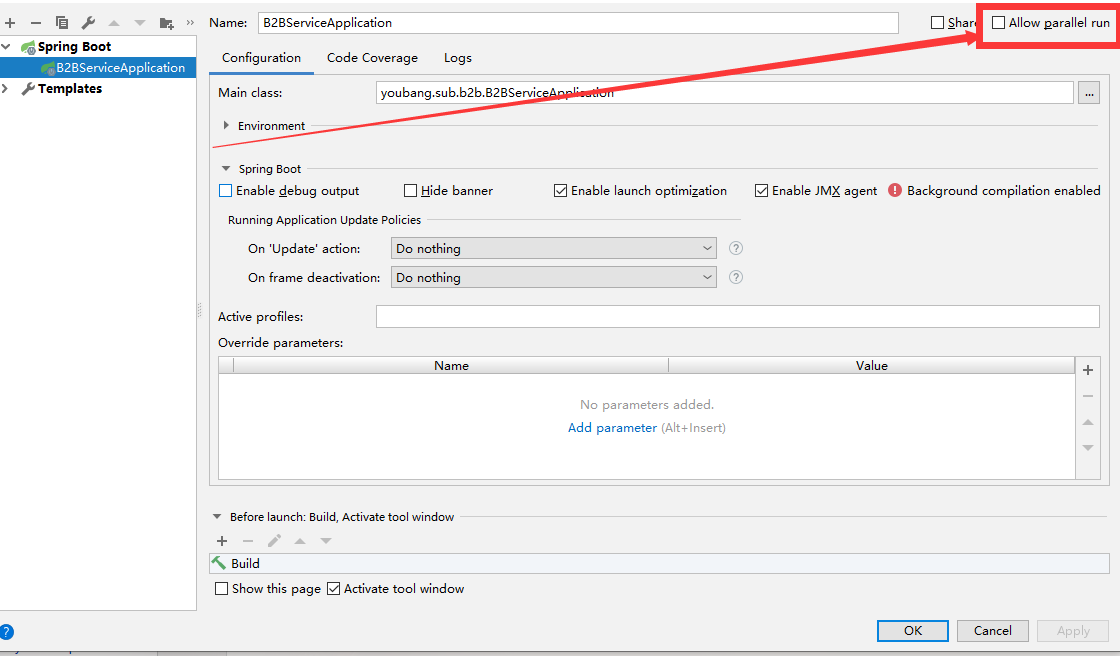 Name: B2BServiceApplication Share Allow parallel run
Spring Boot
B2BServiceApplication
Templates
Configuration Code Coverage Logs
Main class: youbang.sub.b2b.B2BServiceApplication ...
Environment
Spring Boot
Enable debug output Hide banner Enable launch optimization Enable JMX agent Background compilation enabled
Running Application Update Policies
On 'Update' action: Do nothing ?
On frame deactivation: Do nothing ?
Active profiles:
Override parameters:
Name Value
No parameters added.
Add parameter (Alt+Insert)
Before launch: Build, Activate tool window
Build
Show this page Activate tool window
? OK Cancel Apply